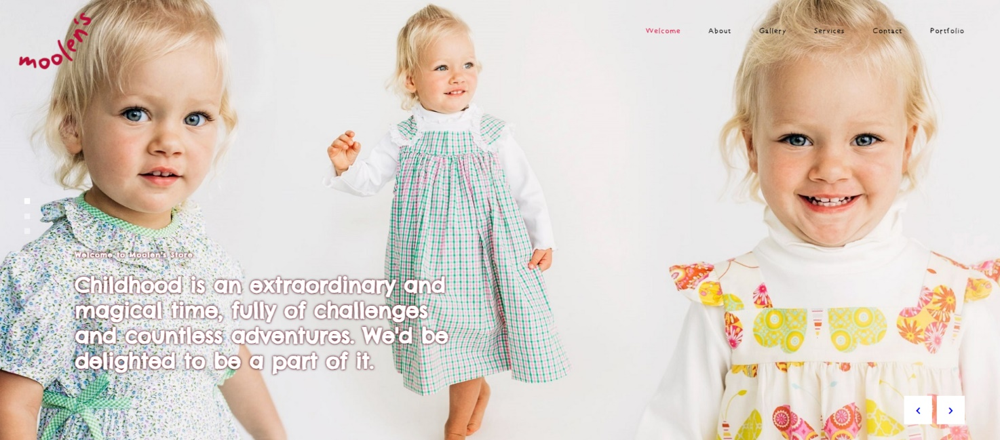 moolen's
Welcome
About
Gallery
Services
Contact
Portfolio
Welcome to Moolen's Store
Childhood is an extraordinary and
magical time, fully of challenges
and countless adventures. We'd be
delighted to be a part of it.